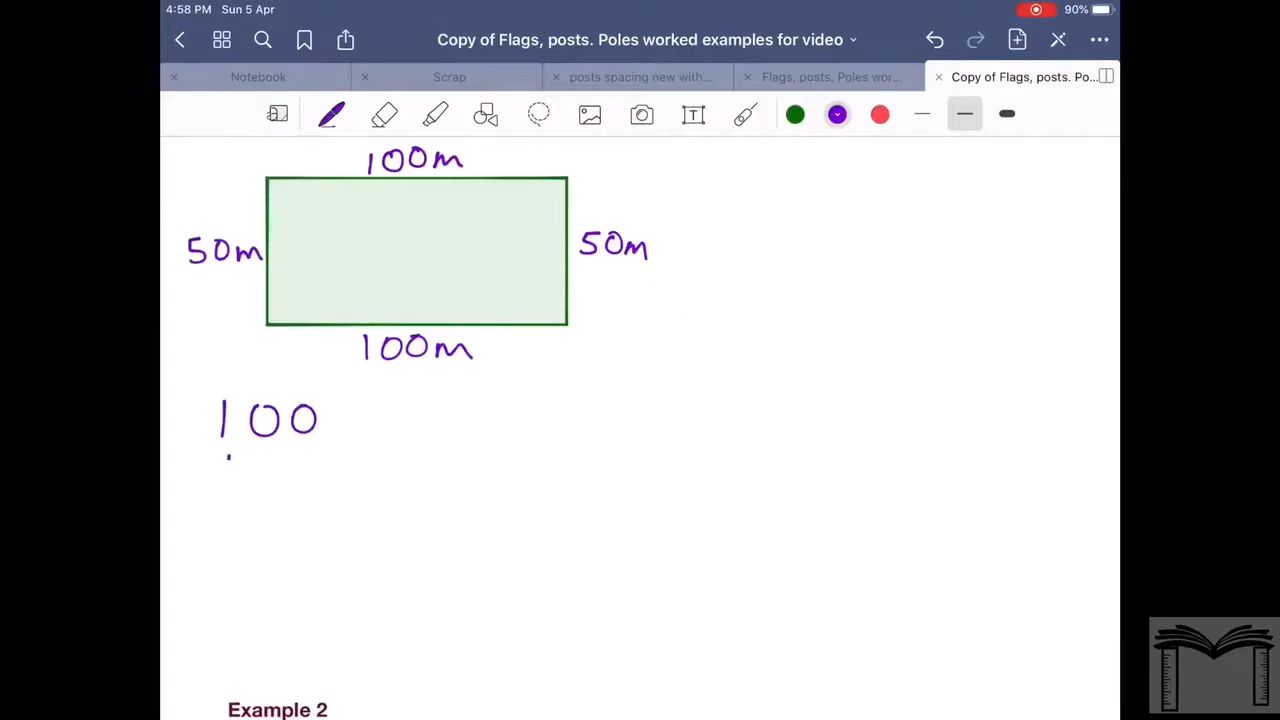 4:58 PM Sun 5 Apr 90%
Copy of Flags, posts. Poles worked examples for video
Notebook Scrap posts spacing new with... Flags, posts. Poles wor... Copy of Flags, posts. Po...
T
100m
50m 50m
100m
100
Example 2